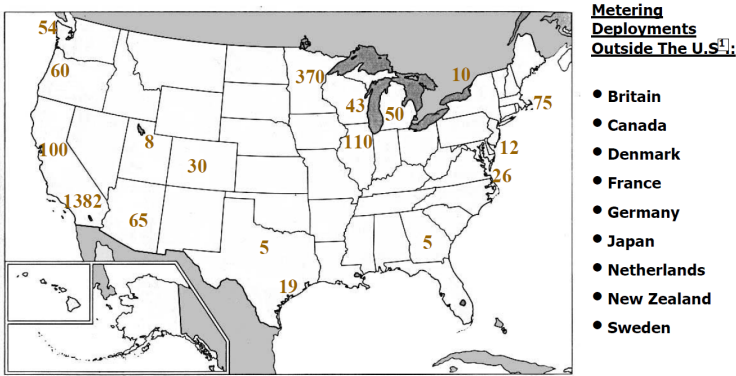 54
60
370
10
43
50
75
100
8
110
12
30
26
1382
65
5
5
19
Metering
Deployments
Outside The U.S1.:
• Britain
• Canada
• Denmark
• France
• Germany
• Japan
• Netherlands
• New Zealand
• Sweden